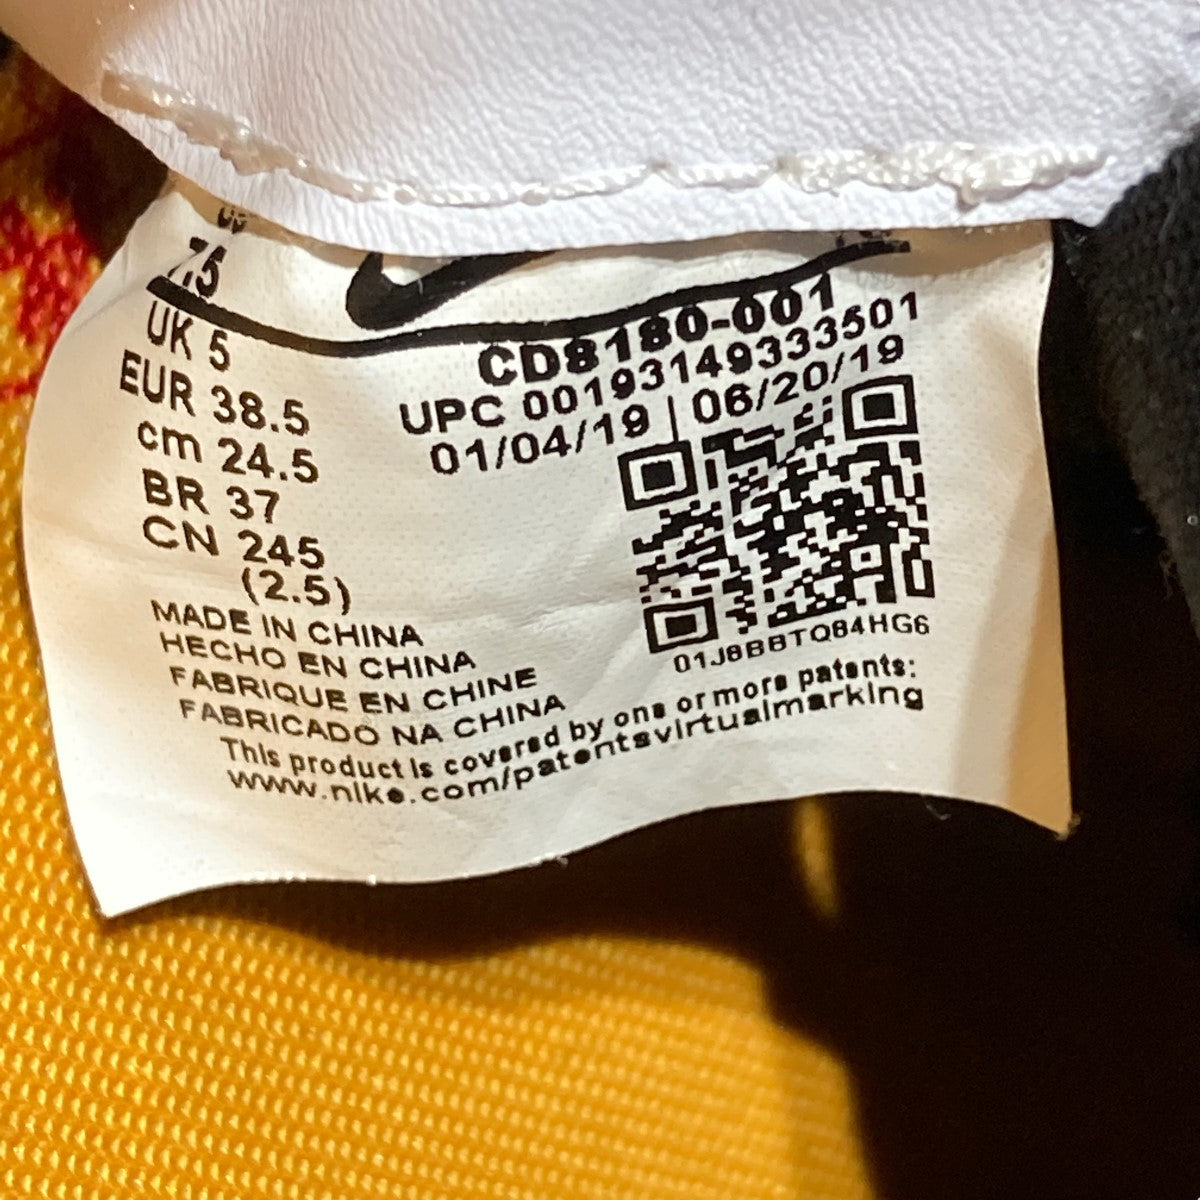 7.5
UK 5
EUR 38.5
cm 24.5
BR 37
CN 245
(2.5)
CD8180-001
UPC 00193149333501
01/04/19 | 06/20/19
01J8B8TQ84HG6
MADE IN CHINA
HECHO EN CHINA
FABRIQUE EN CHINE
FABRICADO NA CHINA
This product is covered by one or more patents:
www.nike.com/patentsvirtualmarking